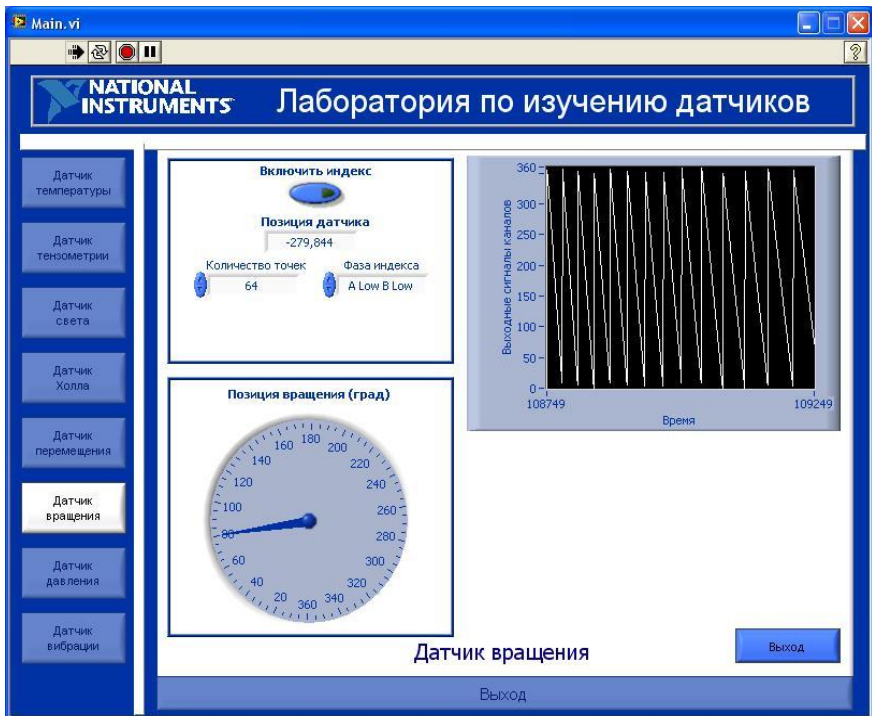 Main.vi
NATIONAL
INSTRUMENTS
Лаборатория по изучению датчиков
Датчик
температуры
Датчик
тензометрии
Датчик
света
Датчик
Холла
Датчик
перемещения
Датчик
вращения
Датчик
давления
Датчик
вибрации
Включить индекс
Позиция датчика
-279,844
Количество точек
Фаза индекса
64
A Low B Low
Позиция вращения (град)
20
40
60
80
100
120
140
160
180
200
220
240
260
280
300
320
340
360
Выходные сигналы каналов
360
300
250
200
150
100
50
0
108749
109249
Время
Датчик вращения
Выход
Выход